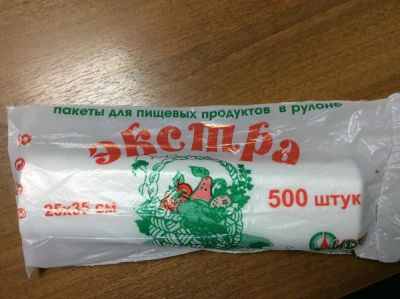 пакеты для пищевых продуктов в рулоне
экстра
25х35 см
500 штук